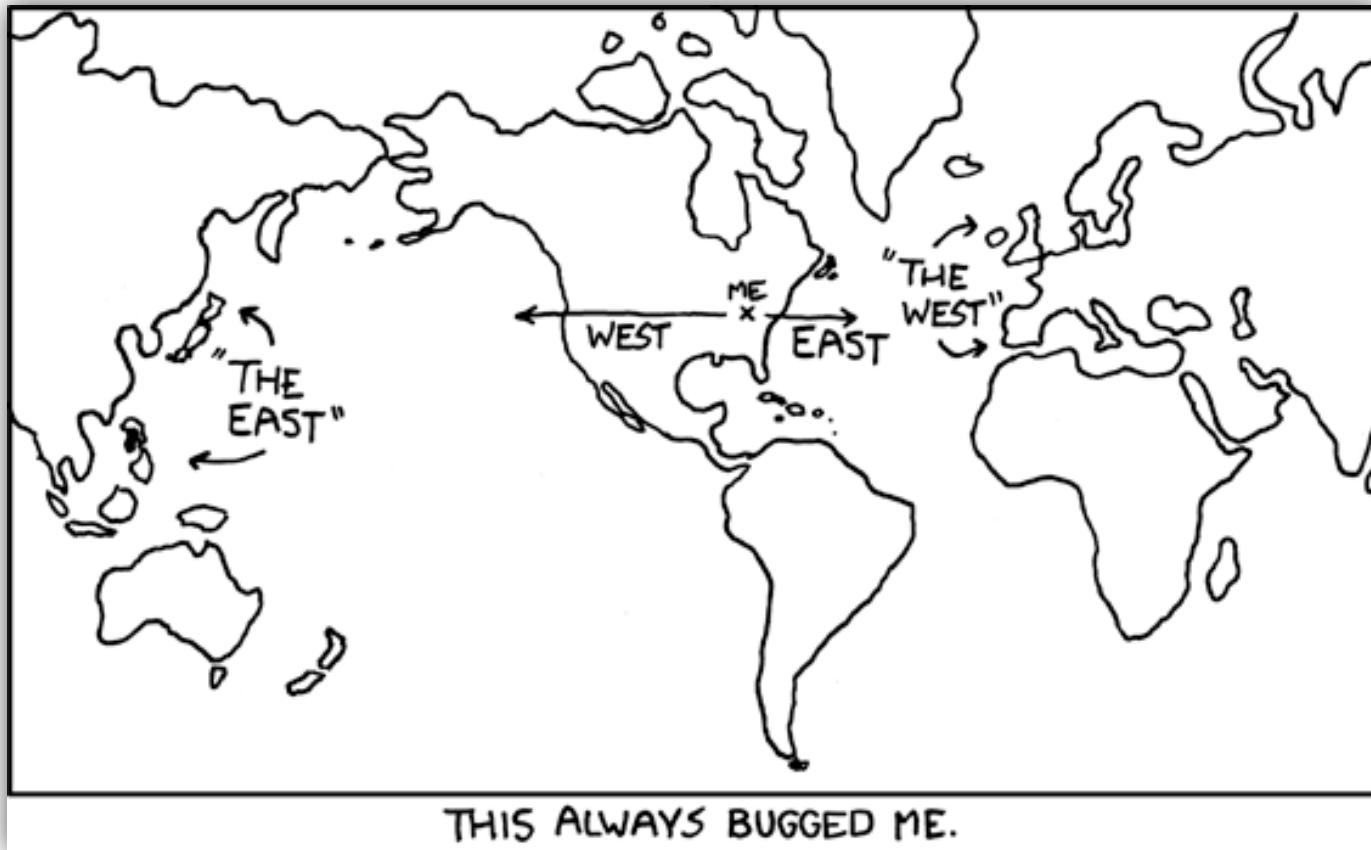 "THE
EAST"
WEST
ME
EAST
"THE
WEST"
THIS ALWAYS BUGGED ME.